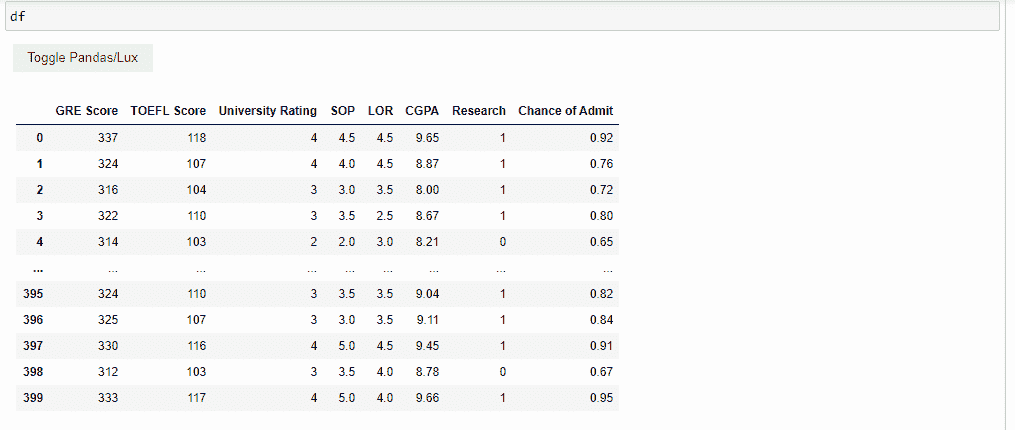 df
Toggle Pandas/Lux
GRE Score TOEFL Score University Rating SOP LOR CGPA Research Chance of Admit
0 337 118 4 4.5 4.5 9.65 1 0.92
1 324 107 4 4.0 4.5 8.87 1 0.76
2 316 104 3 3.0 3.5 8.00 1 0.72
3 322 110 3 3.5 2.5 8.67 1 0.80
4 314 103 2 2.0 3.0 8.21 0 0.65
... ... ... ... ... ... ... ... ...
395 324 110 3 3.5 3.5 9.04 1 0.82
396 325 107 3 3.0 3.5 9.11 1 0.84
397 330 116 4 5.0 4.5 9.45 1 0.91
398 312 103 3 3.5 4.0 8.78 0 0.67
399 333 117 4 5.0 4.0 9.66 1 0.95